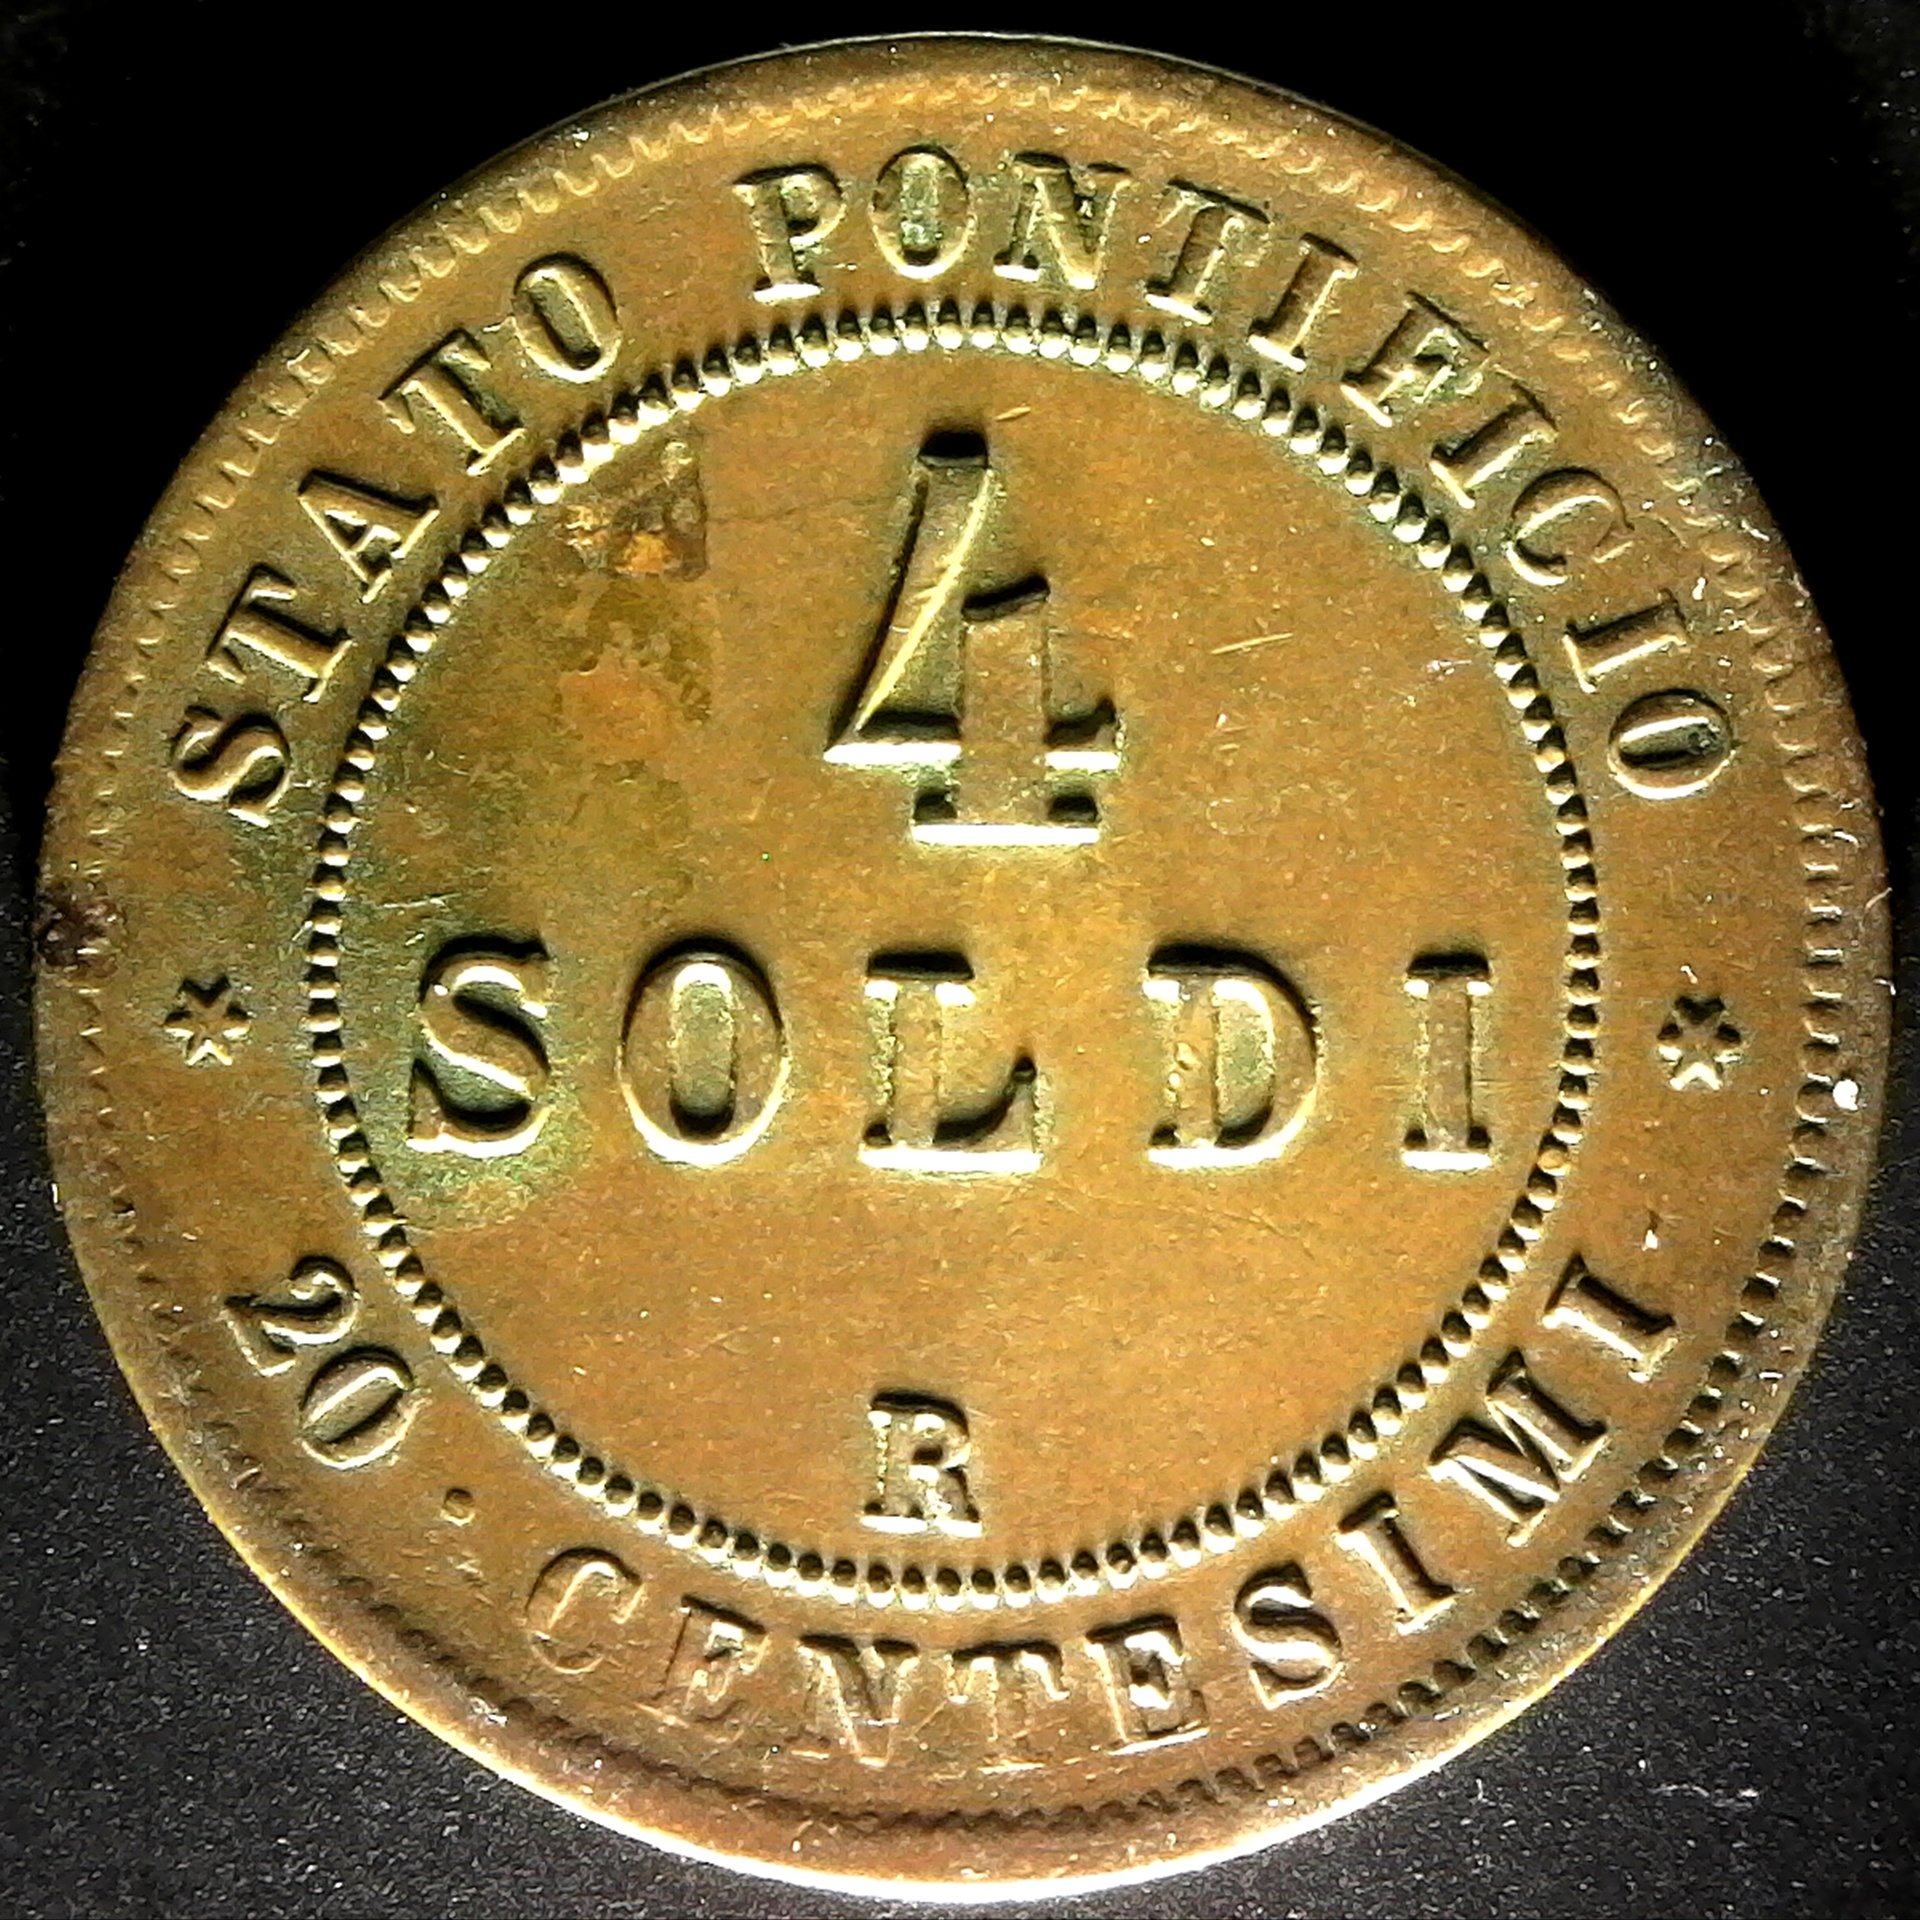 STATO PONTIFICIO
4
SOLDI
R
20 · CENTESIMI